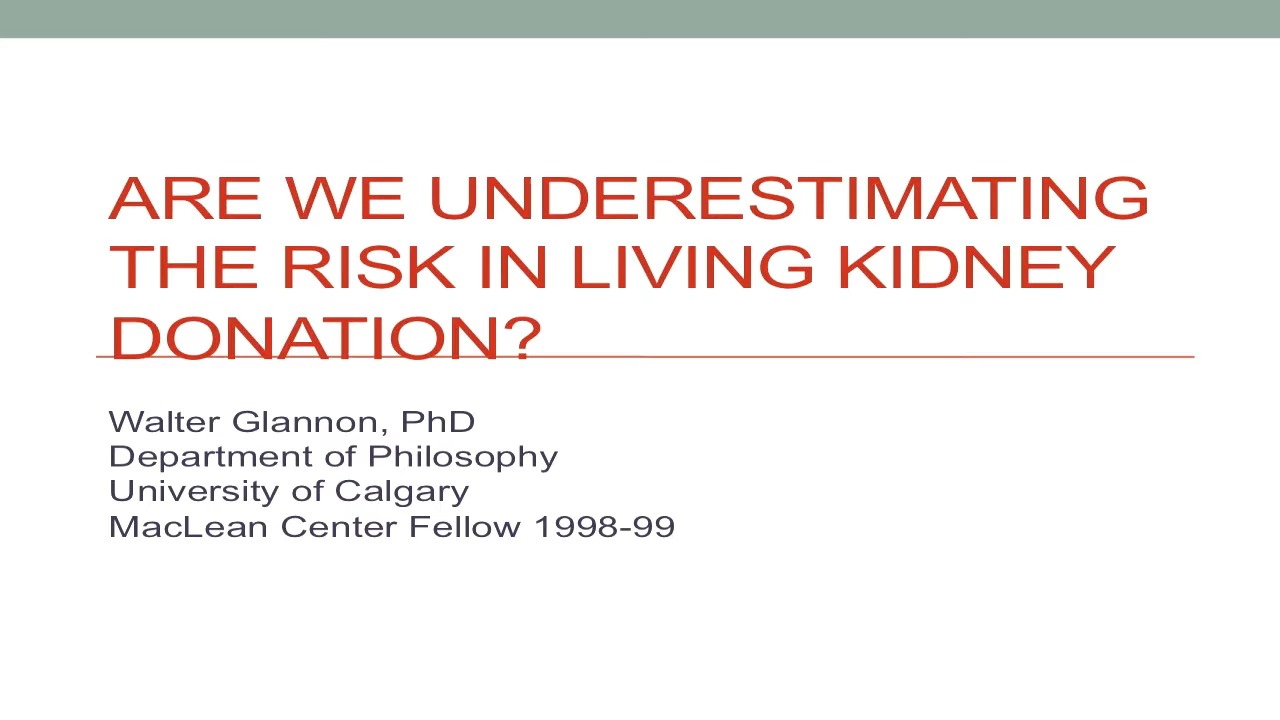 ARE WE UNDERESTIMATING
THE RISK IN LIVING KIDNEY
DONATION?
Walter Glannon, PhD
Department of Philosophy
University of Calgary
MacLean Center Fellow 1998-99